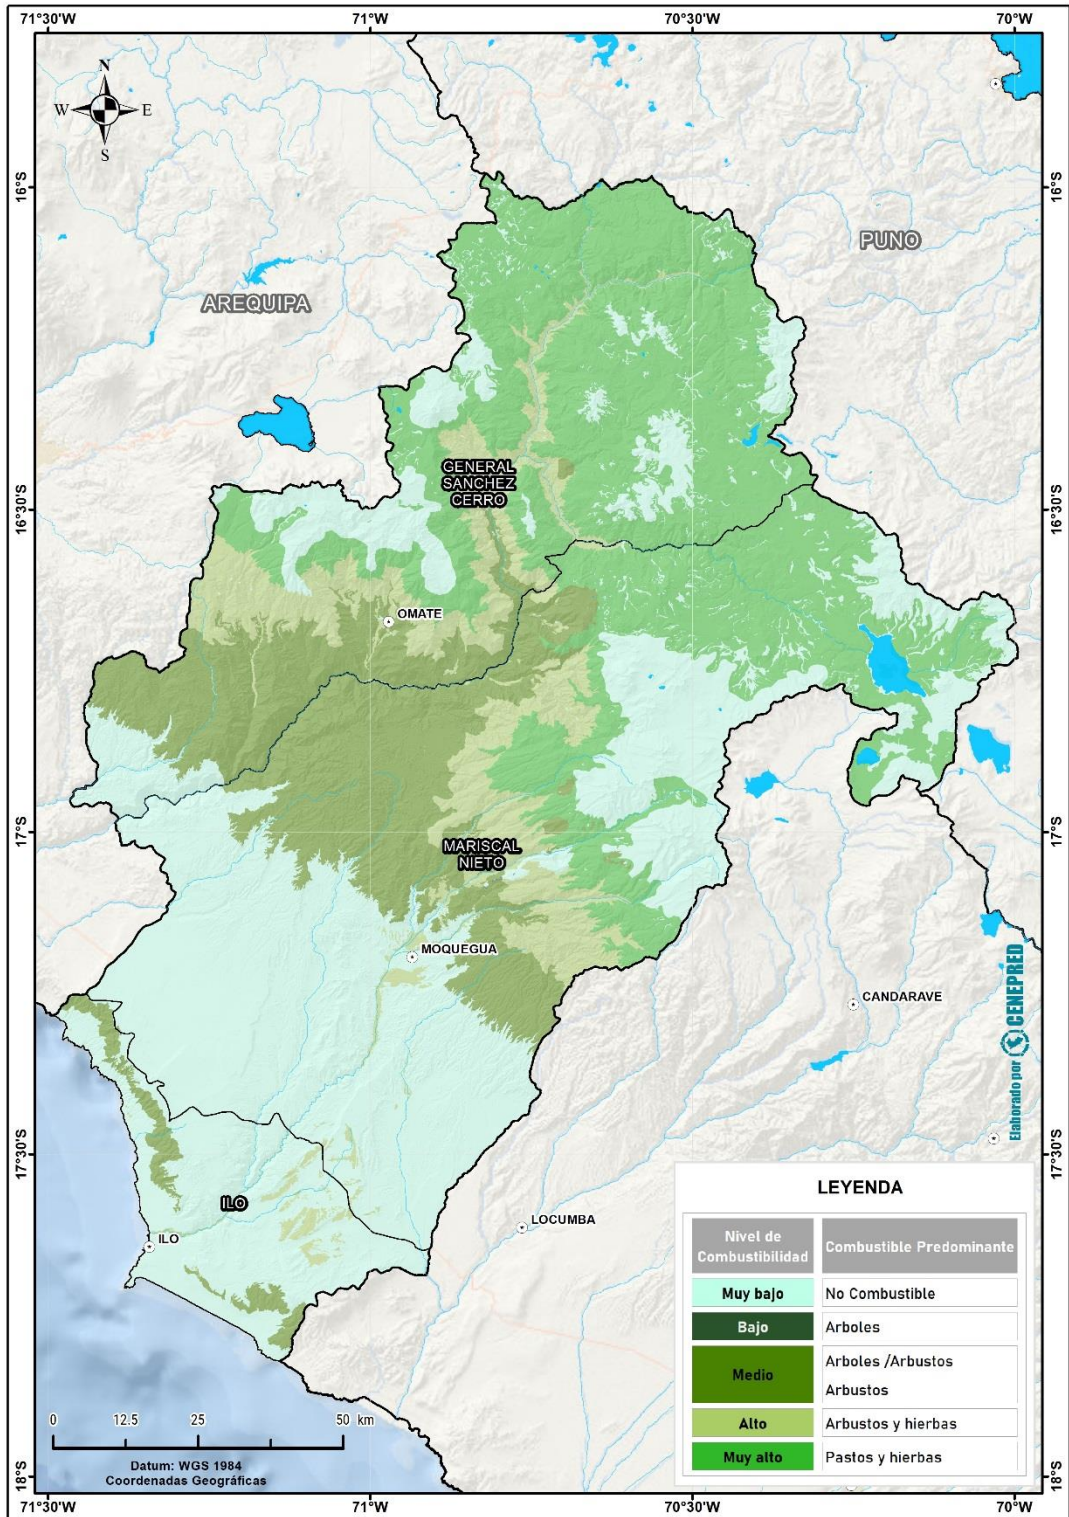 71°30'W 71°W 70°30'W 70°W
N
W E
S
16°S 16°S
PUNO
AREQUIPA
GENERAL
SANCHEZ
CERRO
16°30'S 16°30'S
OMATE
17°S 17°S
MARISCAL
NIETO
MOQUEGUA
CANDARAVE
Elaborado por CENEPRED
17°30'S 17°30'S
ILO
LOCUMBA
ILO
LEYENDA
Nivel de
Combustibilidad
Combustible Predominante
Muy bajo No Combustible
Bajo Arboles
Medio Arboles /Arbustos
Arbustos
Alto Arbustos y hierbas
Muy alto Pastos y hierbas
0 12.5 25 50 km
Datum: WGS 1984
Coordenadas Geográficas
18°S 18°S
71°30'W 71°W 70°30'W 70°W